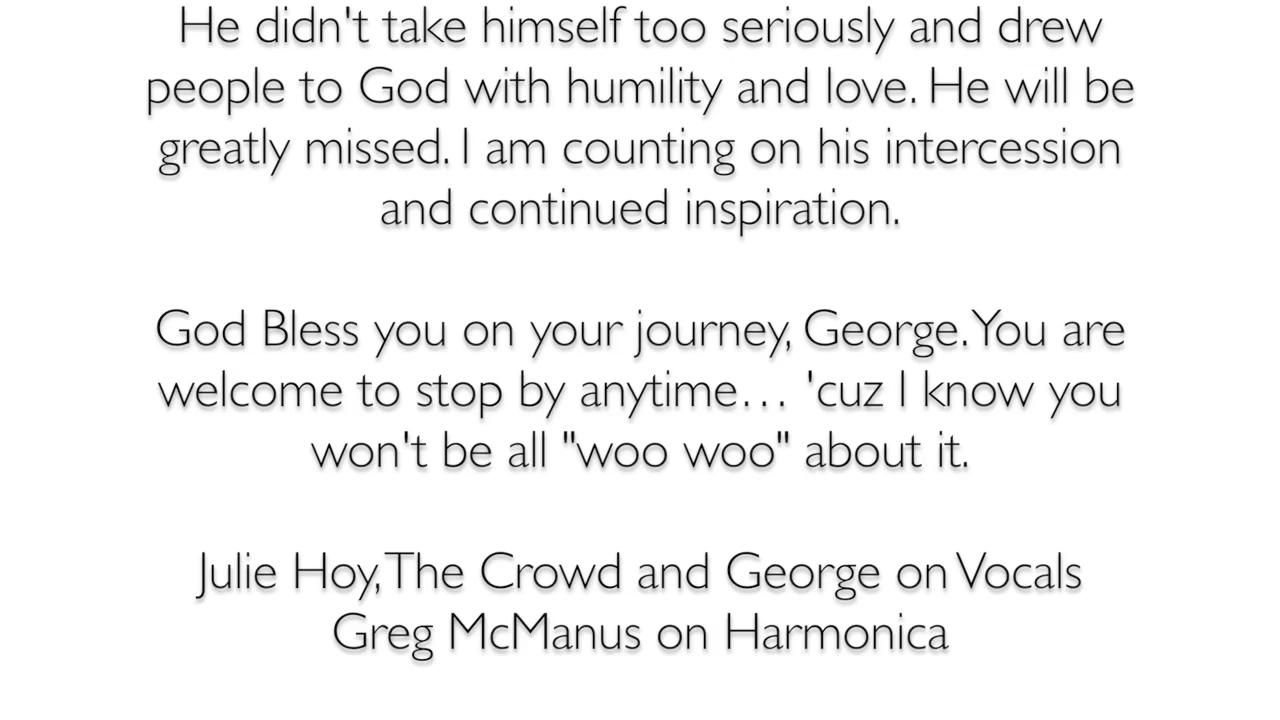 He didn't take himself too seriously and drew
people to God with humility and love. He will be
greatly missed. I am counting on his intercession
and continued inspiration.
God Bless you on your journey, George. You are
welcome to stop by anytime… 'cuz I know you
won't be all "woo woo" about it.
Julie Hoy, The Crowd and George on Vocals
Greg McManus on Harmonica